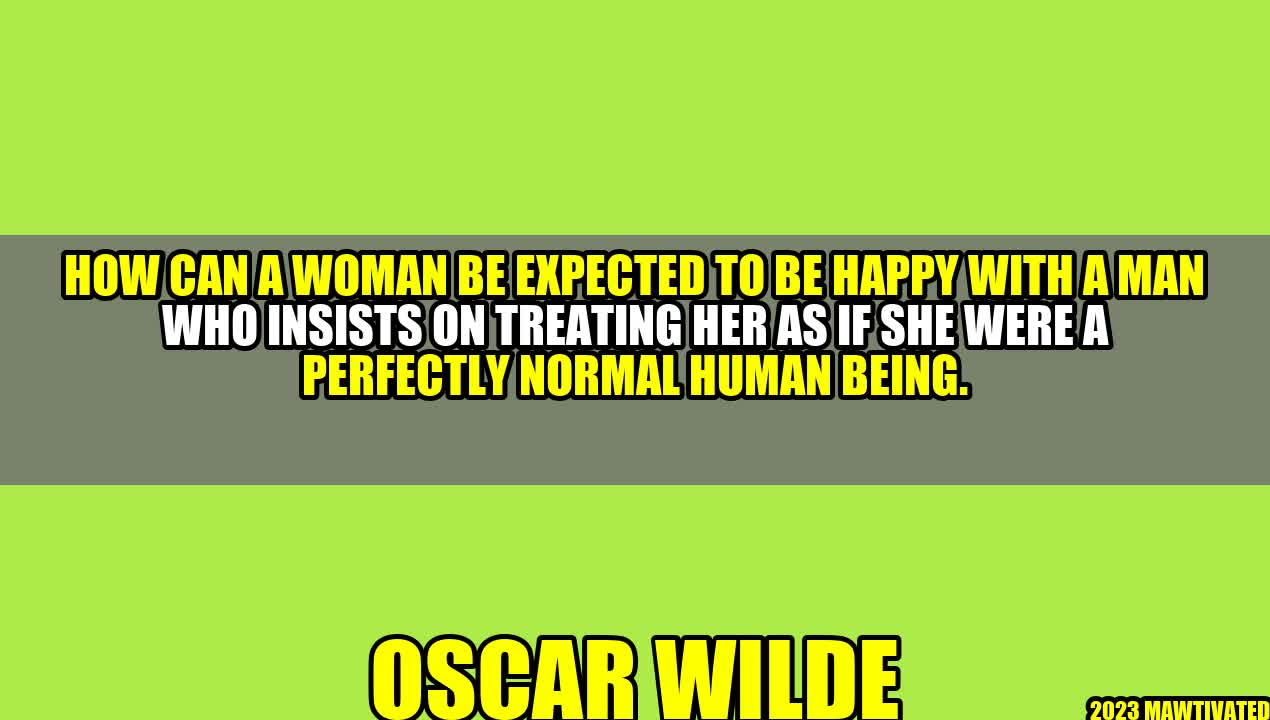 HOW CAN A WOMAN BE EXPECTED TO BE HAPPY WITH A MAN
WHO INSISTS ON TREATING HER AS IF SHE WERE A
PERFECTLY NORMAL HUMAN BEING.
OSCAR WILDE
2023 MAWTIVATED